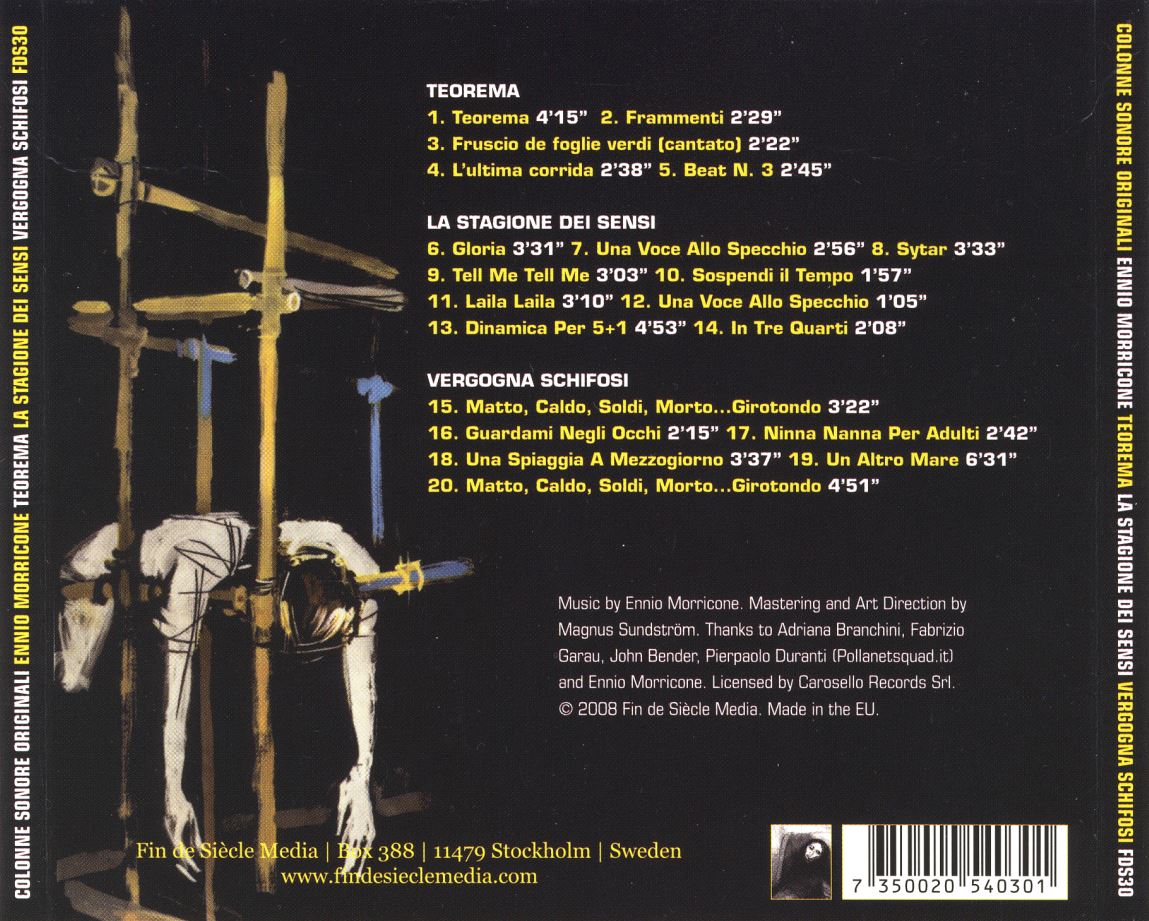 COLONNE SONORE ORIGINALI ENNIO MORRICONE TEOREMA LA STAGIONE DEI SENSI VERGOGNA SCHIFOSI FDS30
TEOREMA
1. Teorema 4’15” 2. Frammenti 2’29”
3. Fruscio de foglie verdi (cantato) 2’22”
4. L’ultima corrida 2’38” 5. Beat N. 3 2’45”
LA STAGIONE DEI SENSI
6. Gloria 3’31” 7. Una Voce Allo Specchio 2’56” 8. Sytar 3’33”
9. Tell Me Tell Me 3’03” 10. Sospendi il Tempo 1’57”
11. Laila Laila 3’10” 12. Una Voce Allo Specchio 1’05”
13. Dinamica Per 5+1 4’53” 14. In Tre Quarti 2’08”
VERGOGNA SCHIFOSI
15. Matto, Caldo, Soldi, Morto...Girotondo 3’22”
16. Guardami Negli Occhi 2’15” 17. Ninna Nanna Per Adulti 2’42”
18. Una Spiaggia A Mezzogiorno 3’37” 19. Un Altro Mare 6’31”
20. Matto, Caldo, Soldi, Morto...Girotondo 4’51”
Music by Ennio Morricone. Mastering and Art Direction by
Magnus Sundström. Thanks to Adriana Branchini, Fabrizio
Garau, John Bender, Pierpaolo Duranti (Pollanetsquad.it)
and Ennio Morricone. Licensed by Carosello Records Srl.
© 2008 Fin de Siècle Media. Made in the EU.
Fin de Siècle Media | Box 388 | 11479 Stockholm | Sweden
www.findesieclemedia.com
7 350020 540301
COLONNE SONORE ORIGINALI ENNIO MORRICONE TEOREMA LA STAGIONE DEI SENSI VERGOGNA SCHIFOSI FDS30